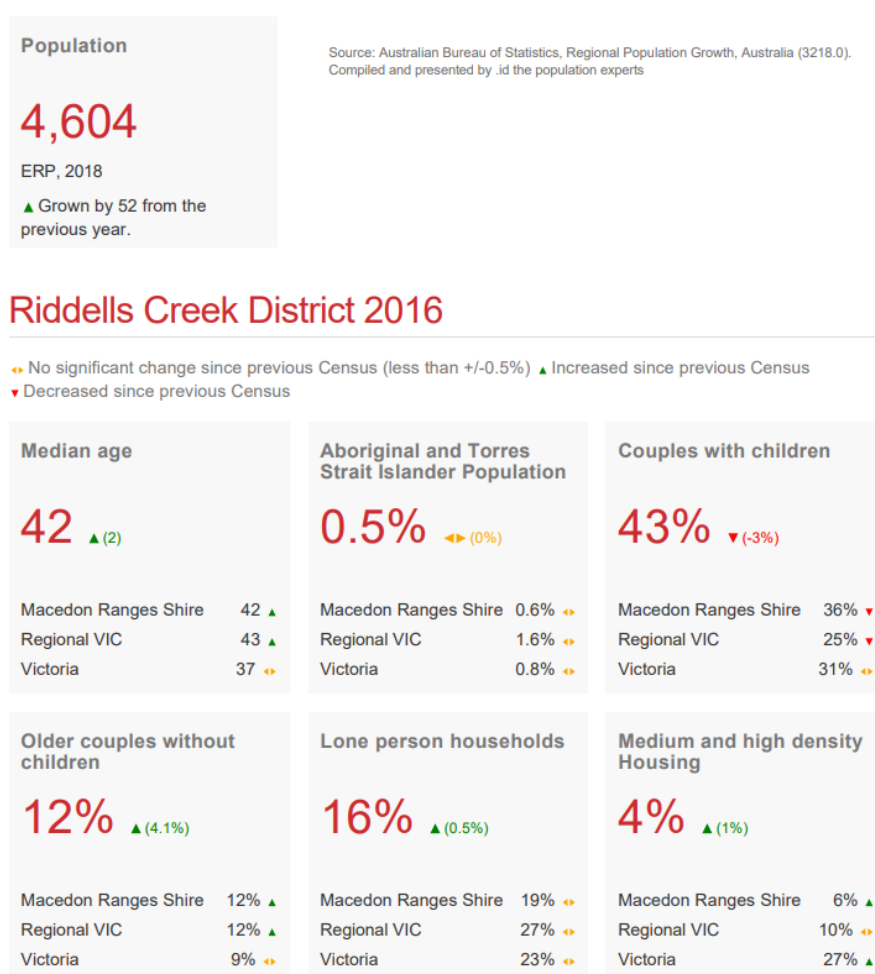 Population
Source: Australian Bureau of Statistics, Regional Population Growth, Australia (3218.0).
Compiled and presented by .id the population experts
4,604
ERP, 2018
▲ Grown by 52 from the
previous year.
Riddells Creek District 2016
◂▸ No significant change since previous Census (less than +/-0.5%) ▲ Increased since previous Census
▼ Decreased since previous Census
Median age
42 ▲ (2)
Macedon Ranges Shire 42 ▲
Regional VIC 43 ▲
Victoria 37 ◂▸
Aboriginal and Torres
Strait Islander Population
0.5% ◂▸ (0%)
Macedon Ranges Shire 0.6% ◂▸
Regional VIC 1.6% ◂▸
Victoria 0.8% ◂▸
Couples with children
43% ▼ (-3%)
Macedon Ranges Shire 36% ▼
Regional VIC 25% ▼
Victoria 31% ◂▸
Older couples without
children
12% ▲ (4.1%)
Macedon Ranges Shire 12% ▲
Regional VIC 12% ▲
Victoria 9% ◂▸
Lone person households
16% ▲ (0.5%)
Macedon Ranges Shire 19% ◂▸
Regional VIC 27% ◂▸
Victoria 23% ◂▸
Medium and high density
Housing
4% ▲ (1%)
Macedon Ranges Shire 6% ▲
Regional VIC 10% ◂▸
Victoria 27% ▲